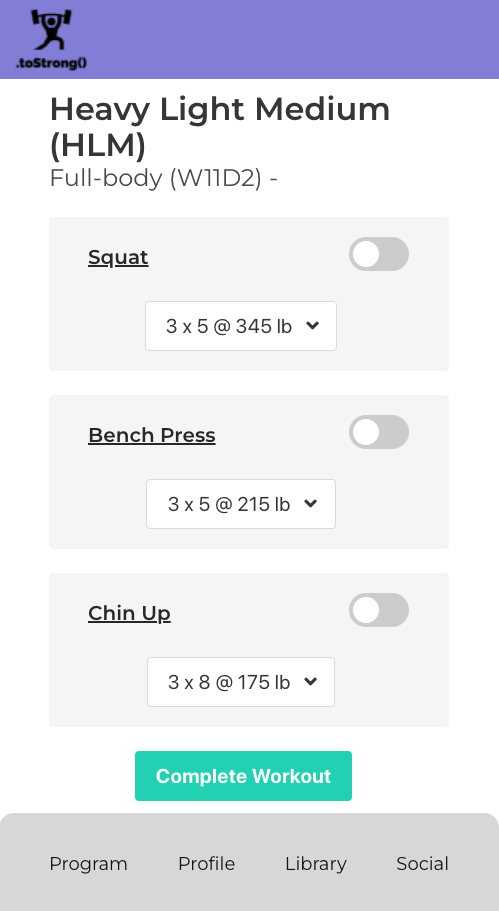 .toStrong()
Heavy Light Medium
(HLM)
Full-body (W11D2) -
Squat
3 x 5 @ 345 lb
Bench Press
3 x 5 @ 215 lb
Chin Up
3 x 8 @ 175 lb
Complete Workout
Program Profile Library Social